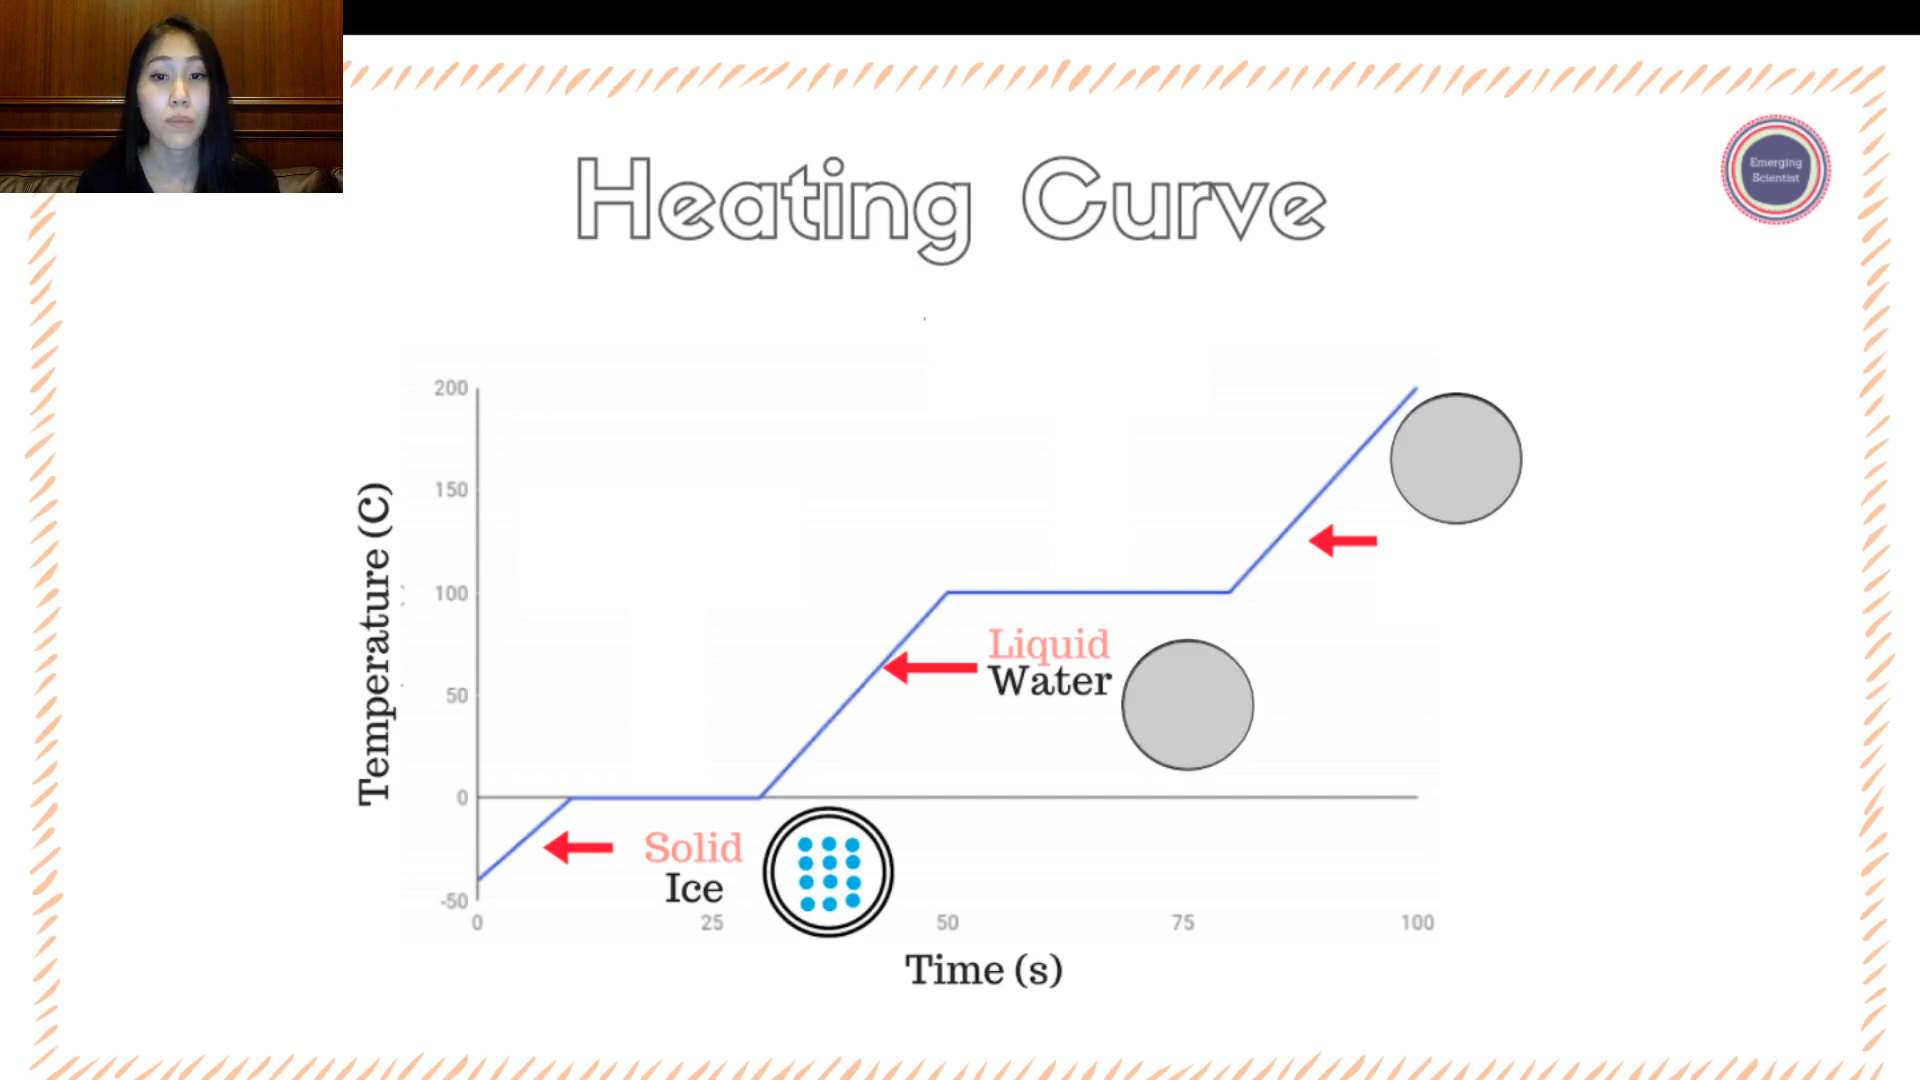 Emerging
Scientist
Heating Curve
Temperature (C)
200
150
100
50
0
-50
Liquid
Water
Solid
Ice
0
25
50
75
100
Time (s)